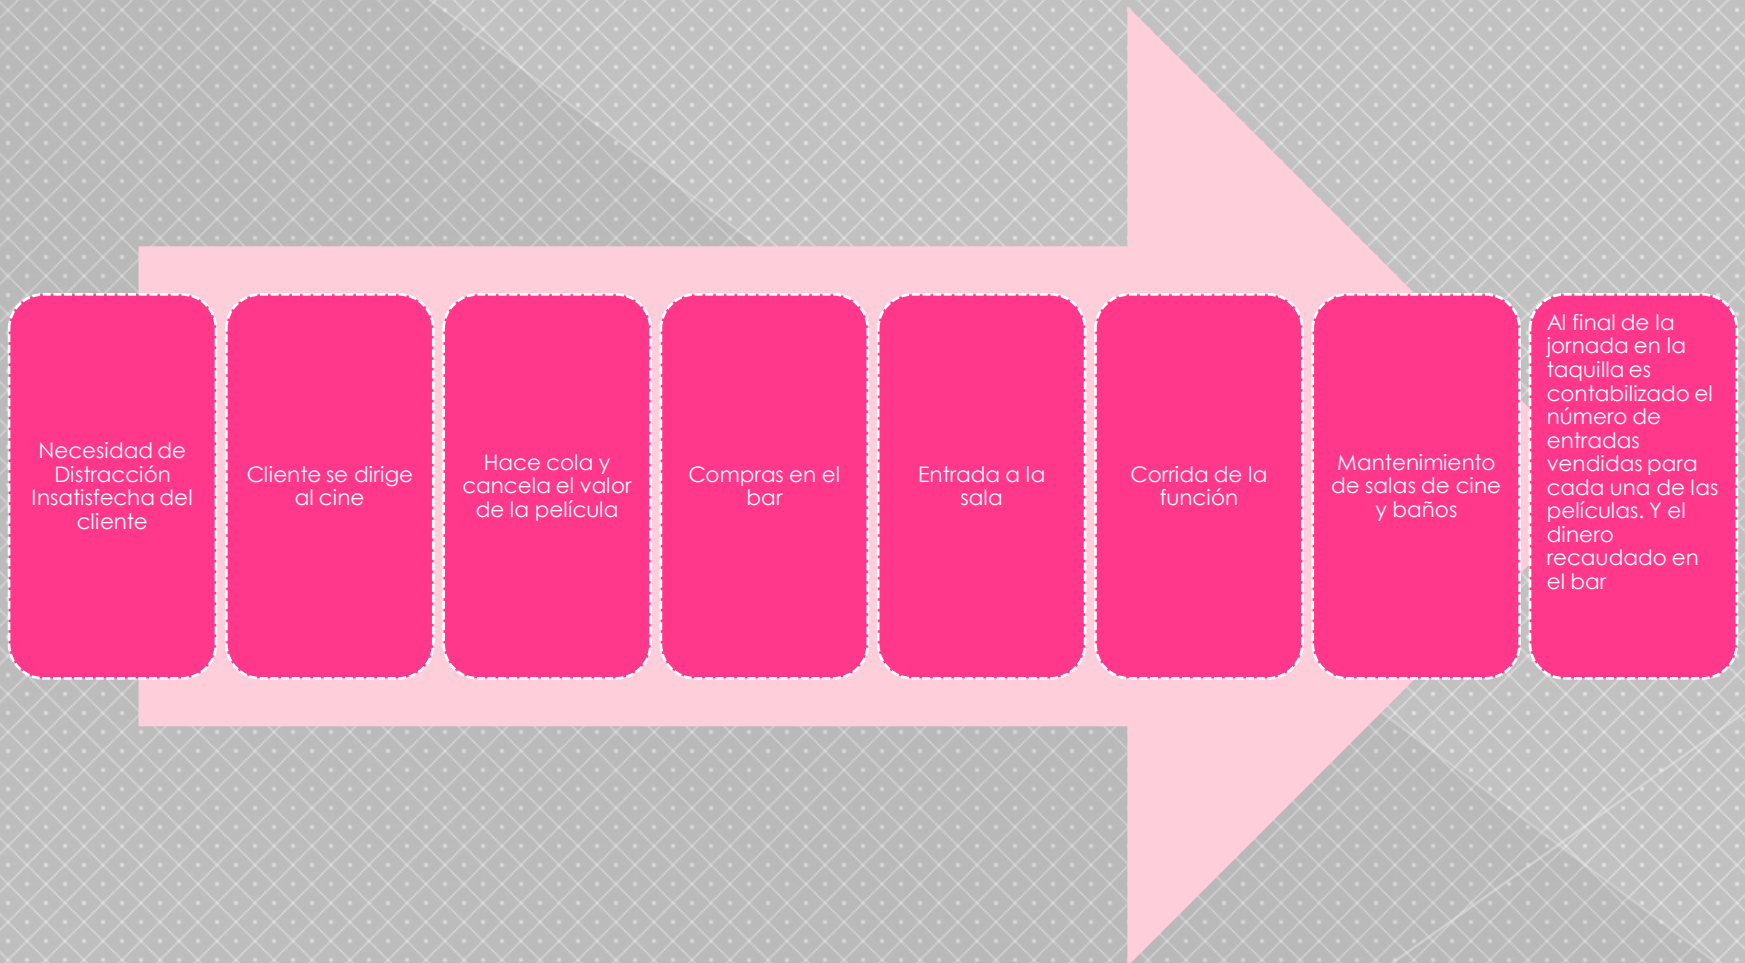 Necesidad de
Distracción
Insatisfecha del
cliente
Cliente se dirige
al cine
Hace cola y
cancela el valor
de la película
Compras en el
bar
Entrada a la
sala
Corrida de la
función
Mantenimiento
de salas de cine
y baños
Al final de la
jornada en la
taquilla es
contabilizado el
número de
entradas
vendidas para
cada una de las
películas. Y el
dinero
recaudado en
el bar